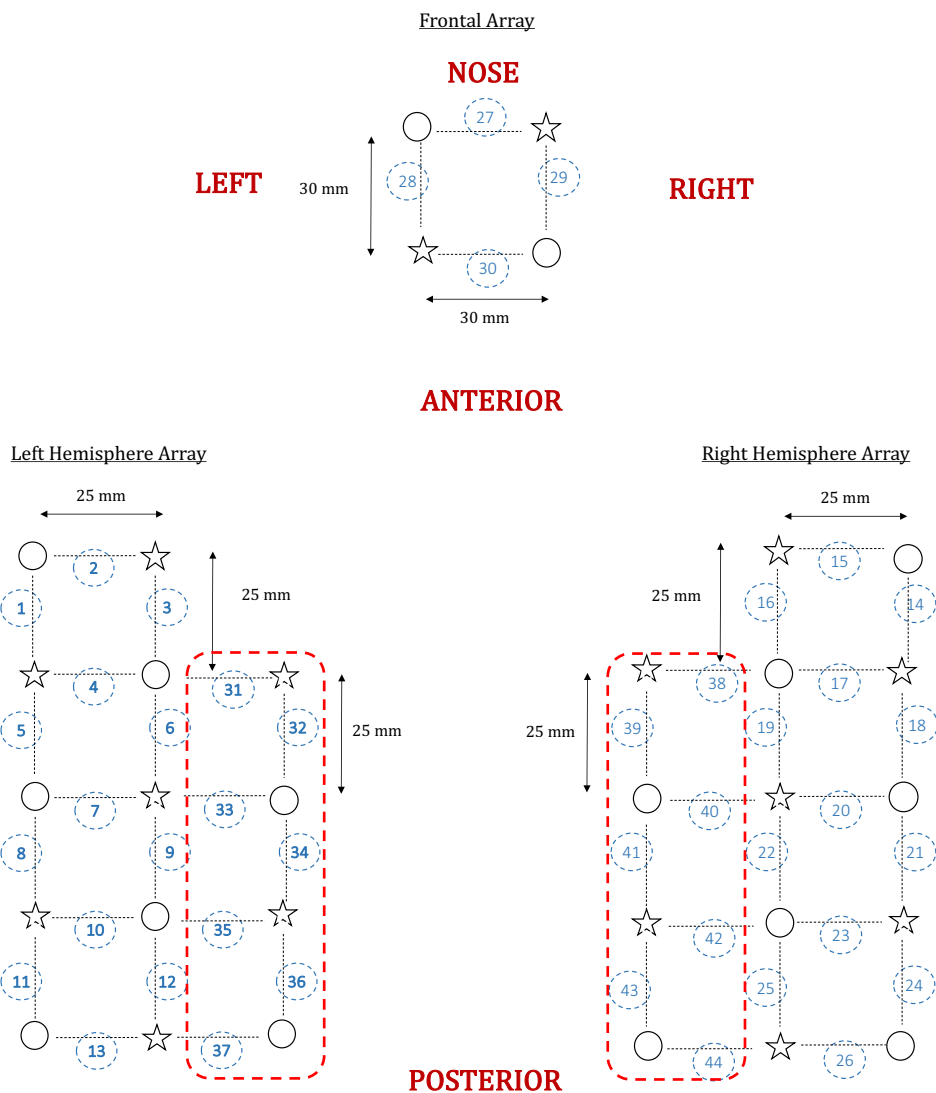 Frontal Array
NOSE
27
LEFT
30 mm
28
29
RIGHT
30
30 mm
ANTERIOR
Left Hemisphere Array
Right Hemisphere Array
25 mm
25 mm
2
15
25 mm
25 mm
1
3
16
14
4
31
38
17
5
6
32
25 mm
25 mm
39
19
18
7
33
40
20
8
9
34
41
22
21
10
35
42
23
11
12
36
43
25
24
13
37
44
26
POSTERIOR